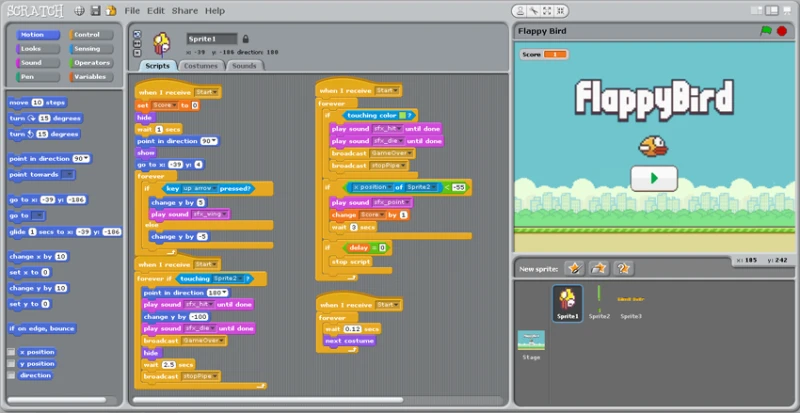 SCRATCH File Edit Share Help
Motion Control
Looks Sensing
Sound Operators
Pen Variables
move 10 steps
turn 15 degrees
turn 15 degrees
point in direction 90
point towards
go to x: -39 y: -186
go to
glide 1 secs to x: -39 y: -186
change x by 10
set x to 0
change y by 10
set y to 0
if on edge, bounce
x position
y position
direction
Sprite1
x: -39 y: -186 direction: 180
Scripts Costumes Sounds
when I receive Start
set Score to 0
hide
wait 1 secs
point in direction 90
show
go to x: -39 y: 4
forever
if key up arrow pressed?
change y by 5
play sound sfx_wing
else
change y by -5
when I receive Start
forever if touching Sprite2 ?
point in direction 180
play sound sfx_hit until done
change y by -100
play sound sfx_die until done
broadcast GameOver
hide
wait 2.5 secs
broadcast stopPipe
when I receive Start
forever
if touching color ?
play sound sfx_hit until done
play sound sfx_die until done
broadcast GameOver
broadcast stopPipe
if x position of Sprite2 < -55
play sound sfx_point
change Score by 1
wait 3 secs
if delay = 0
stop script
when I receive Start
forever
wait 0.12 secs
next costume
Flappy Bird
Score 1
FlappyBird
x: 185 y: 242
New sprite:
Sprite1 Sprite2 Sprite3
Stage